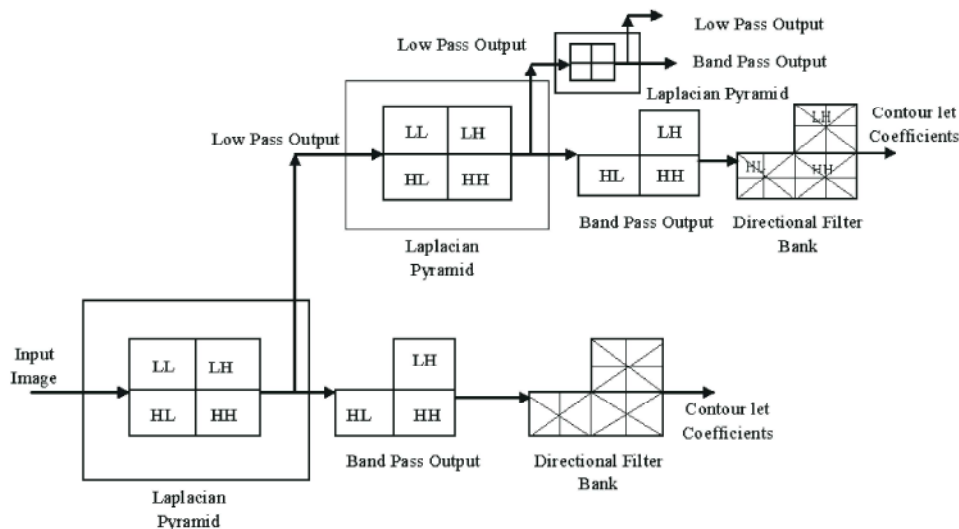 Low Pass Output
Low Pass Output
Band Pass Output
Laplacian Pyramid
Low Pass Output
LL LH
HL HH
LH
HL HH
LH
HL HH
Contour let
Coefficients
Band Pass Output
Directional Filter
Bank
Laplacian
Pyramid
Input
Image
LL LH
HL HH
LH
HL HH
Contour let
Coefficients
Band Pass Output
Directional Filter
Bank
Laplacian
Pyramid